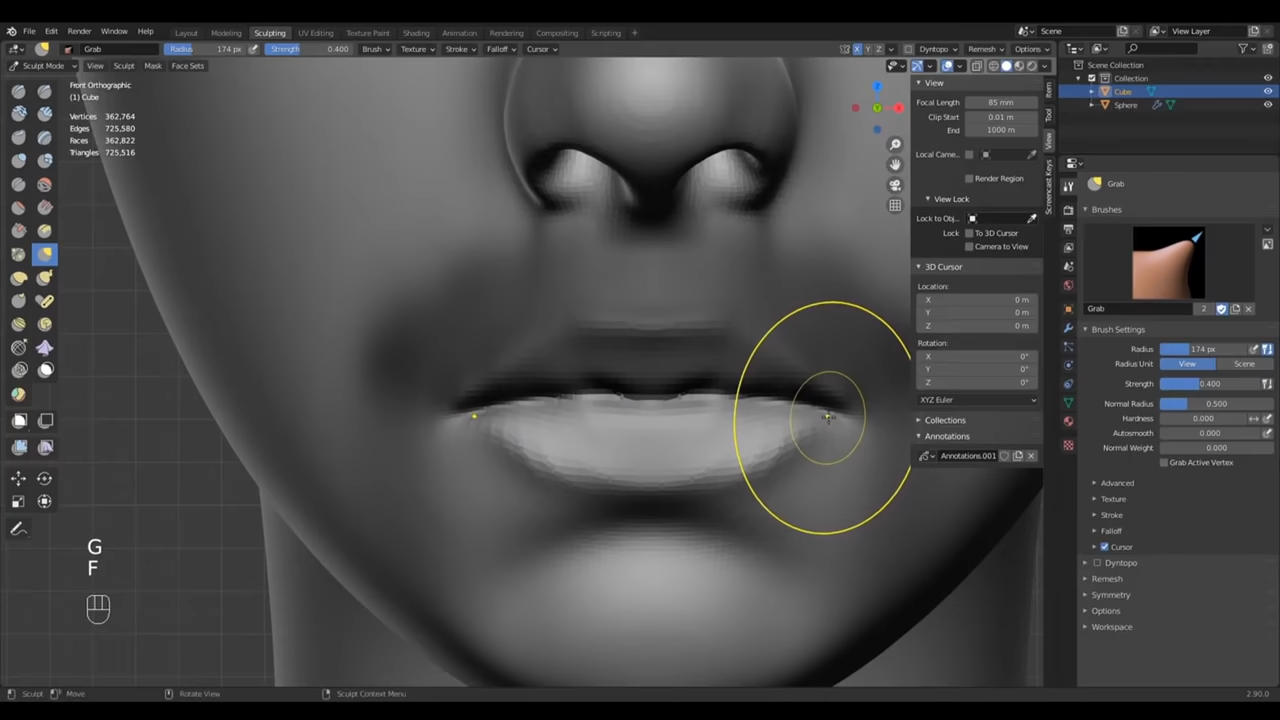 File Edit Render Window Help Layout Modeling Sculpting UV Editing Texture Paint Shading Animation Rendering Compositing Scripting + Scene View Layer
Grab Radius 174 px Strength 0.400 Brush Texture Stroke Falloff Cursor X Y Z Dyntopo Remesh Options
Sculpt Mode View Sculpt Mask Face Sets
Front Orthographic
(1) Cube
Vertices 362,764
Edges 725,580
Faces 362,822
Triangles 725,516
G
F
View
Focal Length 85 mm
Clip Start 0.01 m
End 1000 m
Local Came...
Render Region
View Lock
Lock to Obj...
Lock To 3D Cursor
Camera to View
3D Cursor
Location:
X 0 m
Y 0 m
Z 0 m
Rotation:
X 0°
Y 0°
Z 0°
XYZ Euler
Collections
Annotations
Annotations.001
Item
Tool
View
Screencast Keys
Scene Collection
Collection
Cube
Sphere
Grab
Brushes
Grab 2
Brush Settings
Radius 174 px
Radius Unit View Scene
Strength 0.400
Normal Radius 0.500
Hardness 0.000
Autosmooth 0.000
Normal Weight 0.000
Grab Active Vertex
Advanced
Texture
Stroke
Falloff
Cursor
Dyntopo
Remesh
Symmetry
Options
Workspace
Sculpt Move Rotate View Sculpt Context Menu 2.90.0